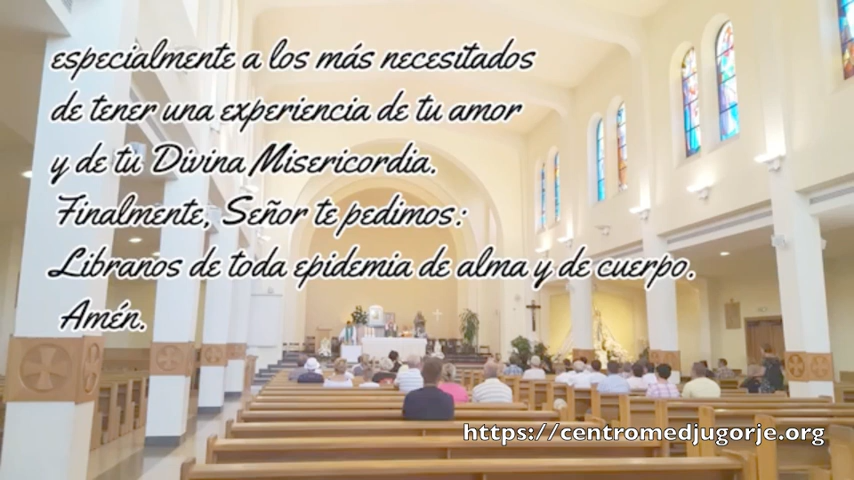 especialmente a los más necesitados
de tener una experiencia de tu amor
y de tu Divina Misericordia.
Finalmente, Señor te pedimos:
Libranos de toda epidemia de alma y de cuerpo.
Amén.
https://centromedjugorje.org